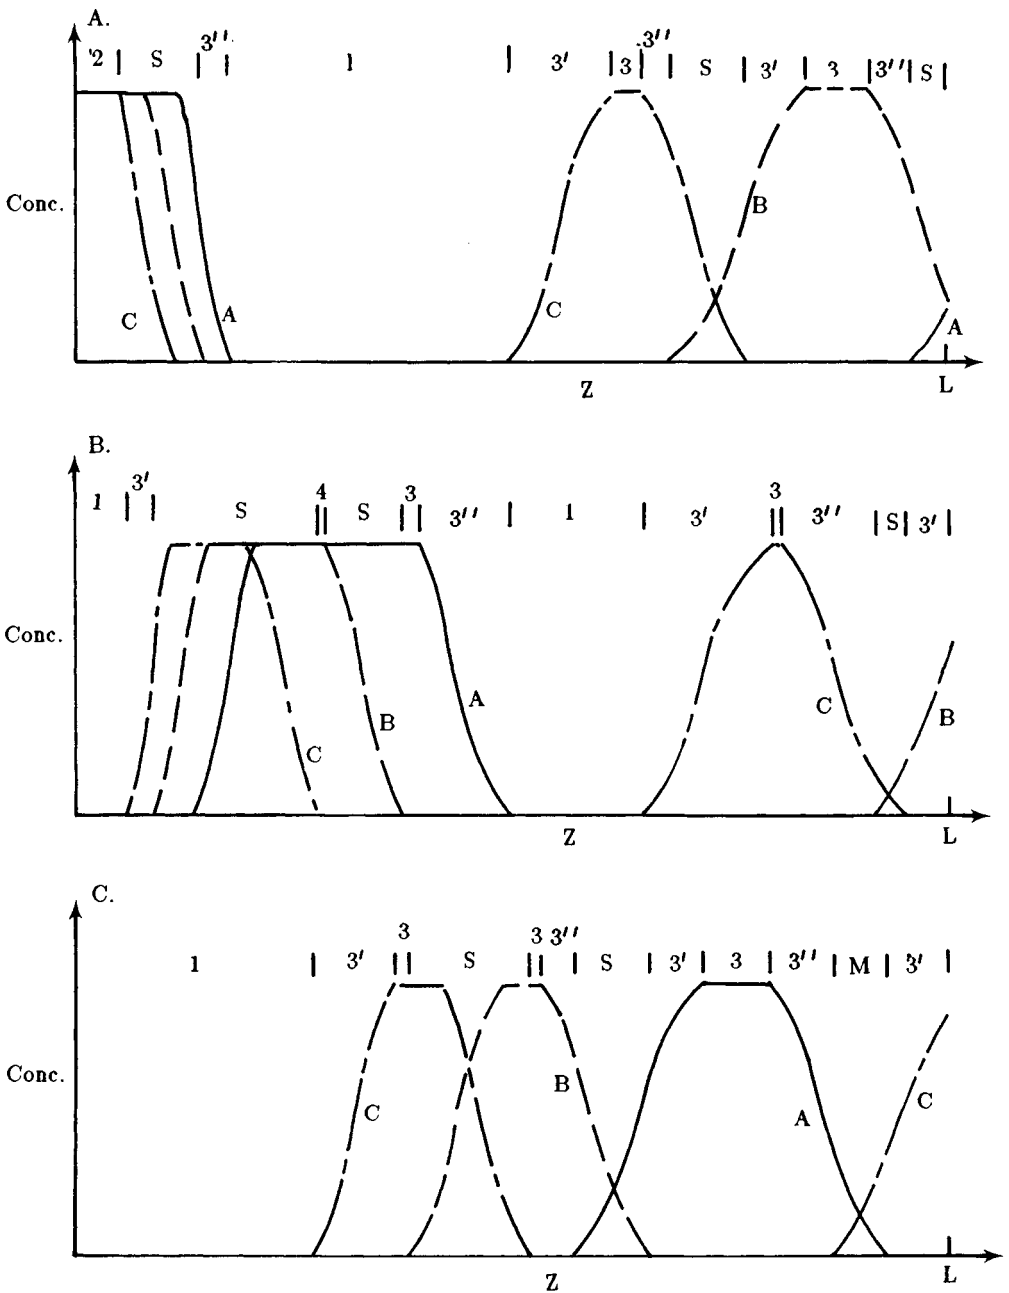 A.
3'' 3''
'2 S 1 3' 3 S 3' 3 3'' S
Conc.
B
C A C A
Z L
B.
3' 4 3 3
1 S S 3'' 1 3' 3'' S 3'
Conc.
A C B
B
C
Z L
C.
3 3 3''
1 3' S S 3' 3 3'' M 3'
Conc.
B
C A C
Z L